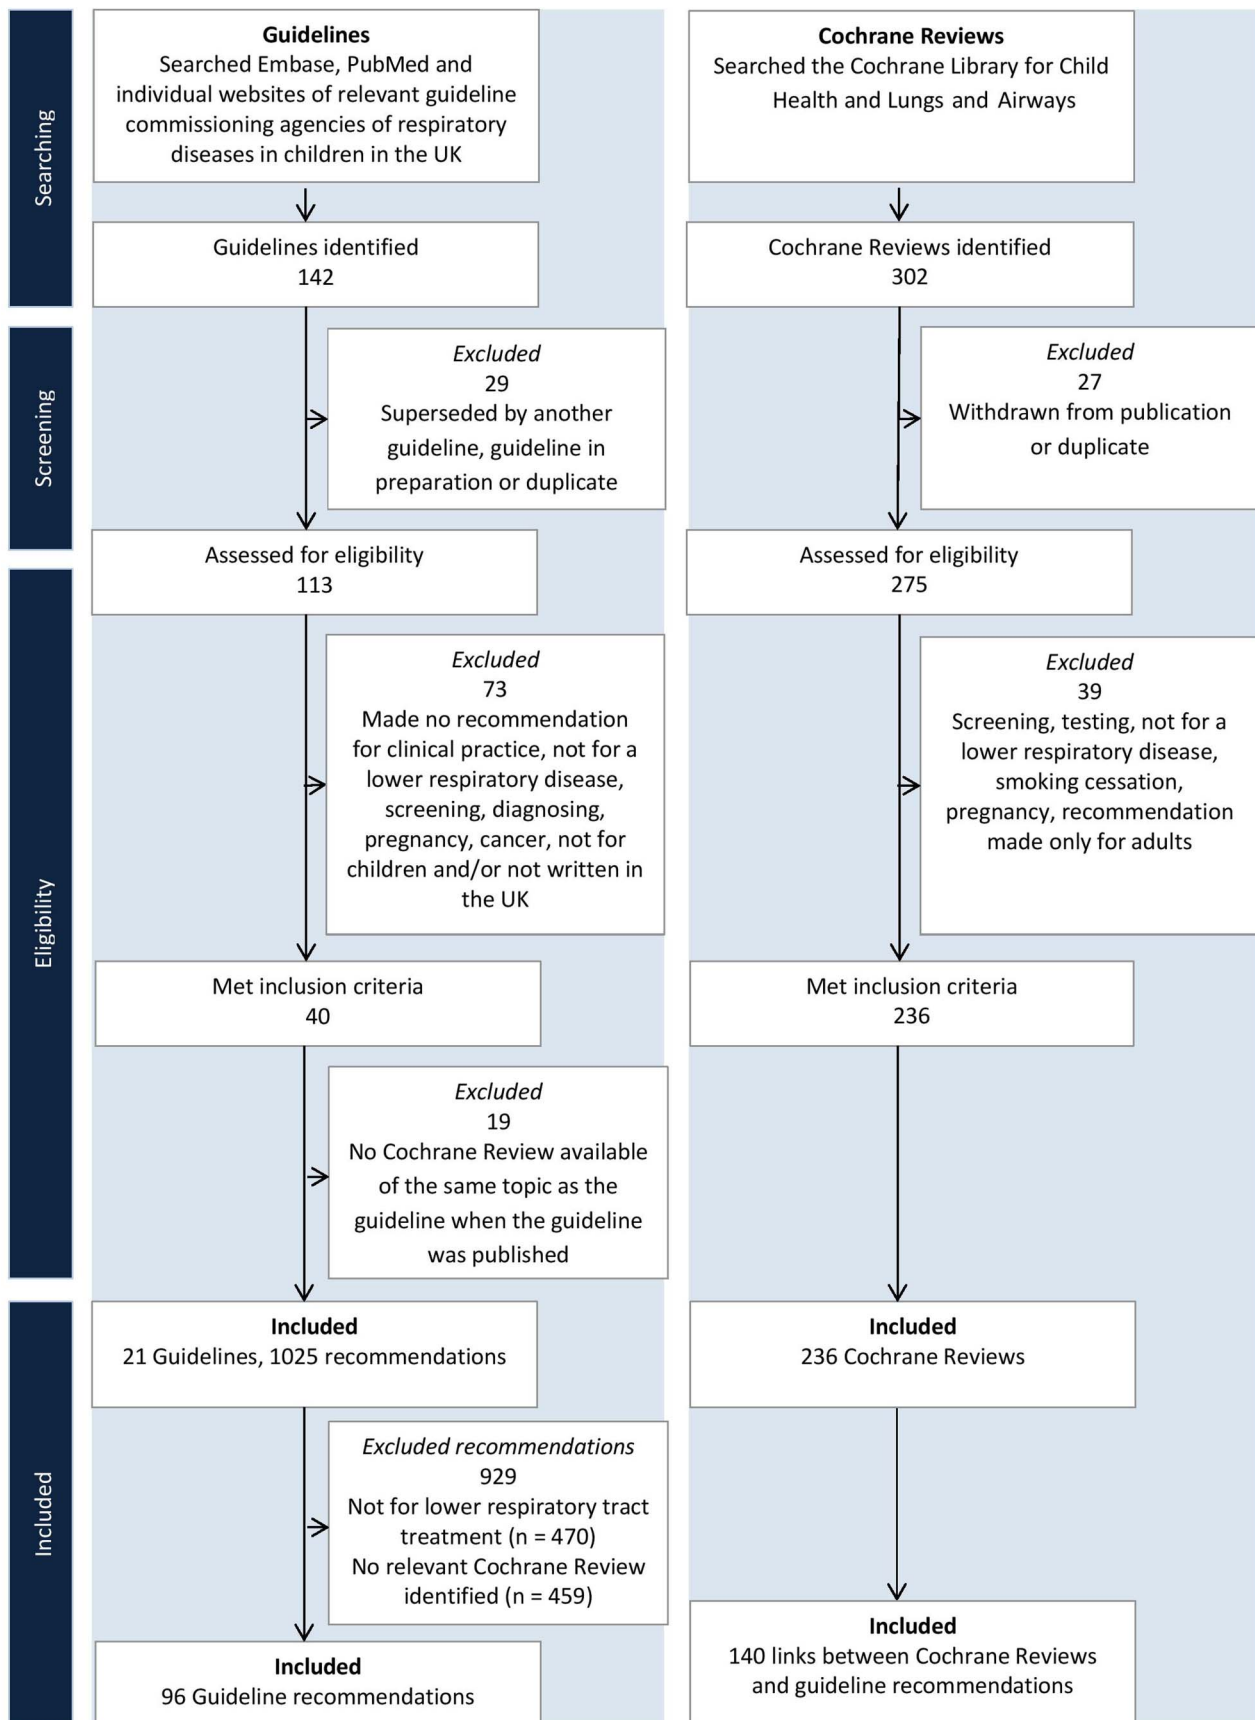 Searching
Guidelines
Searched Embase, PubMed and
individual websites of relevant guideline
commissioning agencies of respiratory
diseases in children in the UK
Cochrane Reviews
Searched the Cochrane Library for Child
Health and Lungs and Airways
Guidelines identified
142
Cochrane Reviews identified
302
Screening
Excluded
29
Superseded by another
guideline, guideline in
preparation or duplicate
Excluded
27
Withdrawn from publication
or duplicate
Assessed for eligibility
113
Assessed for eligibility
275
Eligibility
Excluded
73
Made no recommendation
for clinical practice, not for a
lower respiratory disease,
screening, diagnosing,
pregnancy, cancer, not for
children and/or not written in
the UK
Excluded
39
Screening, testing, not for a
lower respiratory disease,
smoking cessation,
pregnancy, recommendation
made only for adults
Met inclusion criteria
40
Met inclusion criteria
236
Excluded
19
No Cochrane Review available
of the same topic as the
guideline when the guideline
was published
Included
Included
21 Guidelines, 1025 recommendations
Included
236 Cochrane Reviews
Excluded recommendations
929
Not for lower respiratory tract
treatment (n = 470)
No relevant Cochrane Review
identified (n = 459)
Included
96 Guideline recommendations
Included
140 links between Cochrane Reviews
and guideline recommendations